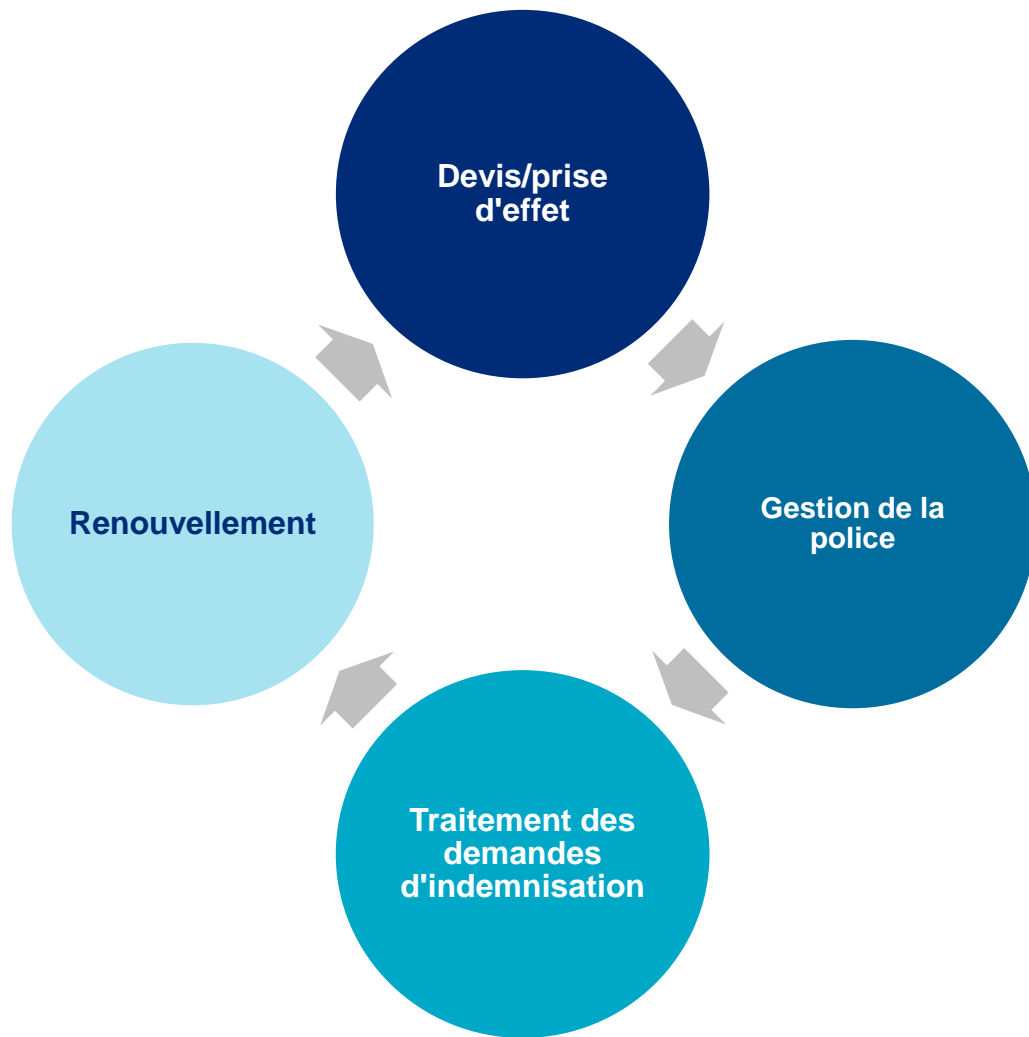 Devis/prise
d'effet
Gestion de la
police
Traitement des
demandes
d'indemnisation
Renouvellement